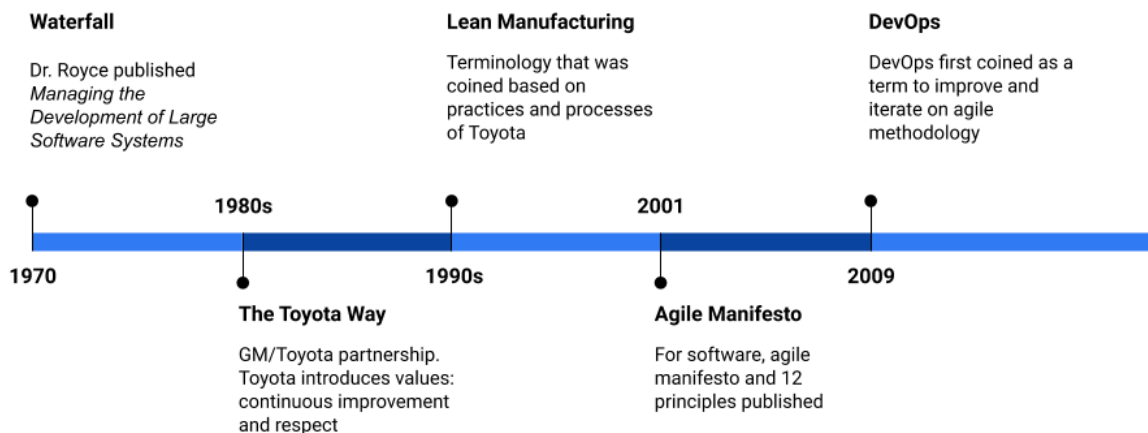 Waterfall
Dr. Royce published
Managing the
Development of Large
Software Systems
Lean Manufacturing
Terminology that was
coined based on
practices and processes
of Toyota
DevOps
DevOps first coined as a
term to improve and
iterate on agile
methodology
1980s
2001
1970
1990s
2009
The Toyota Way
GM/Toyota partnership.
Toyota introduces values:
continuous improvement
and respect
Agile Manifesto
For software, agile
manifesto and 12
principles published